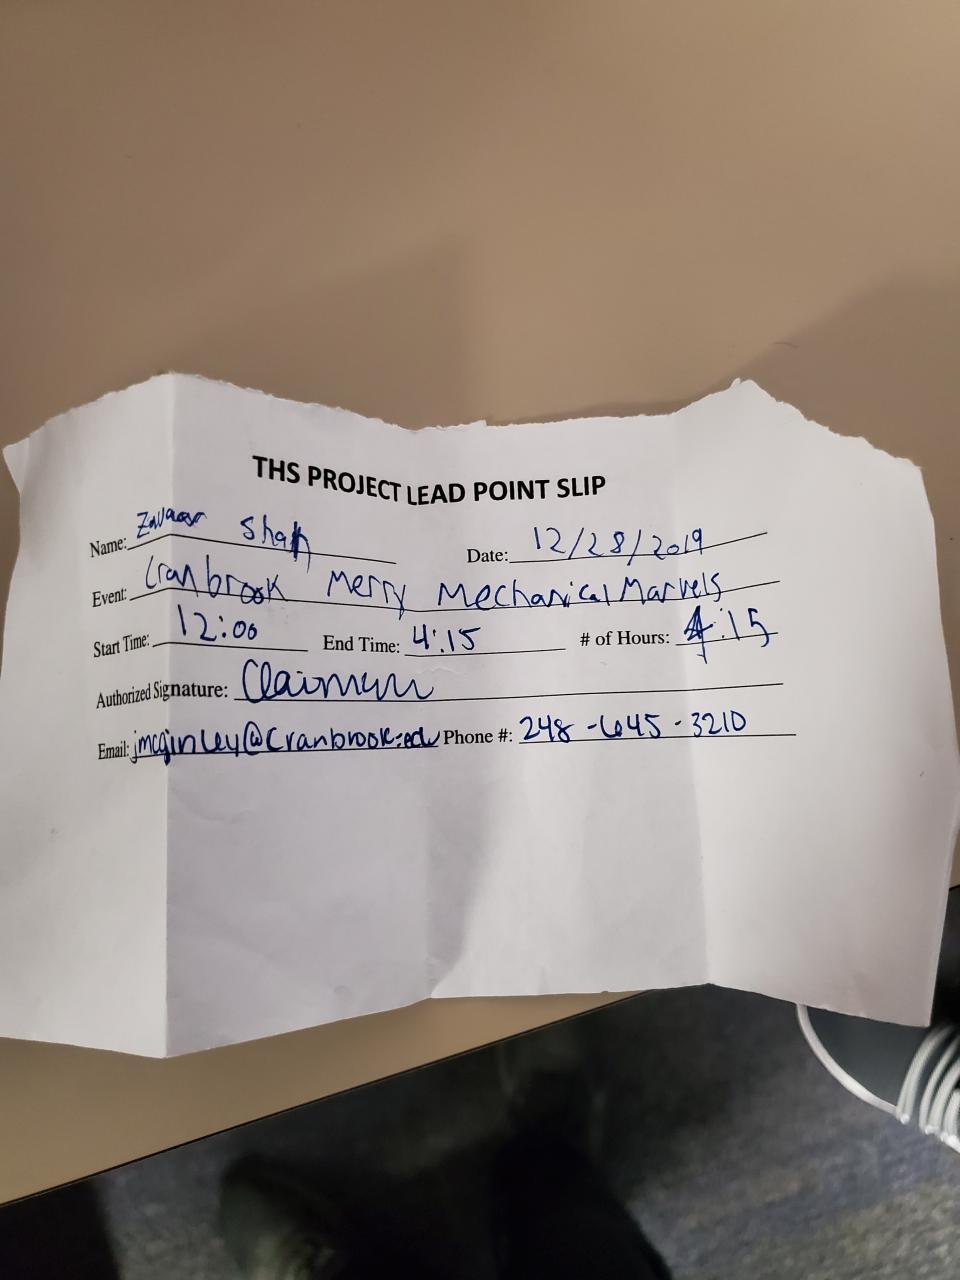 THS PROJECT LEAD POINT SLIP
Name: Zavaar Shah Date: 12/28/2019
Event: Cranbrook Merry Mechanical Marvels
Start Time: 12:00 End Time: 4:15 # of Hours: 4:15
Authorized Signature:
Email: jmcginley@cranbrook.edu Phone #: 248-645-3210